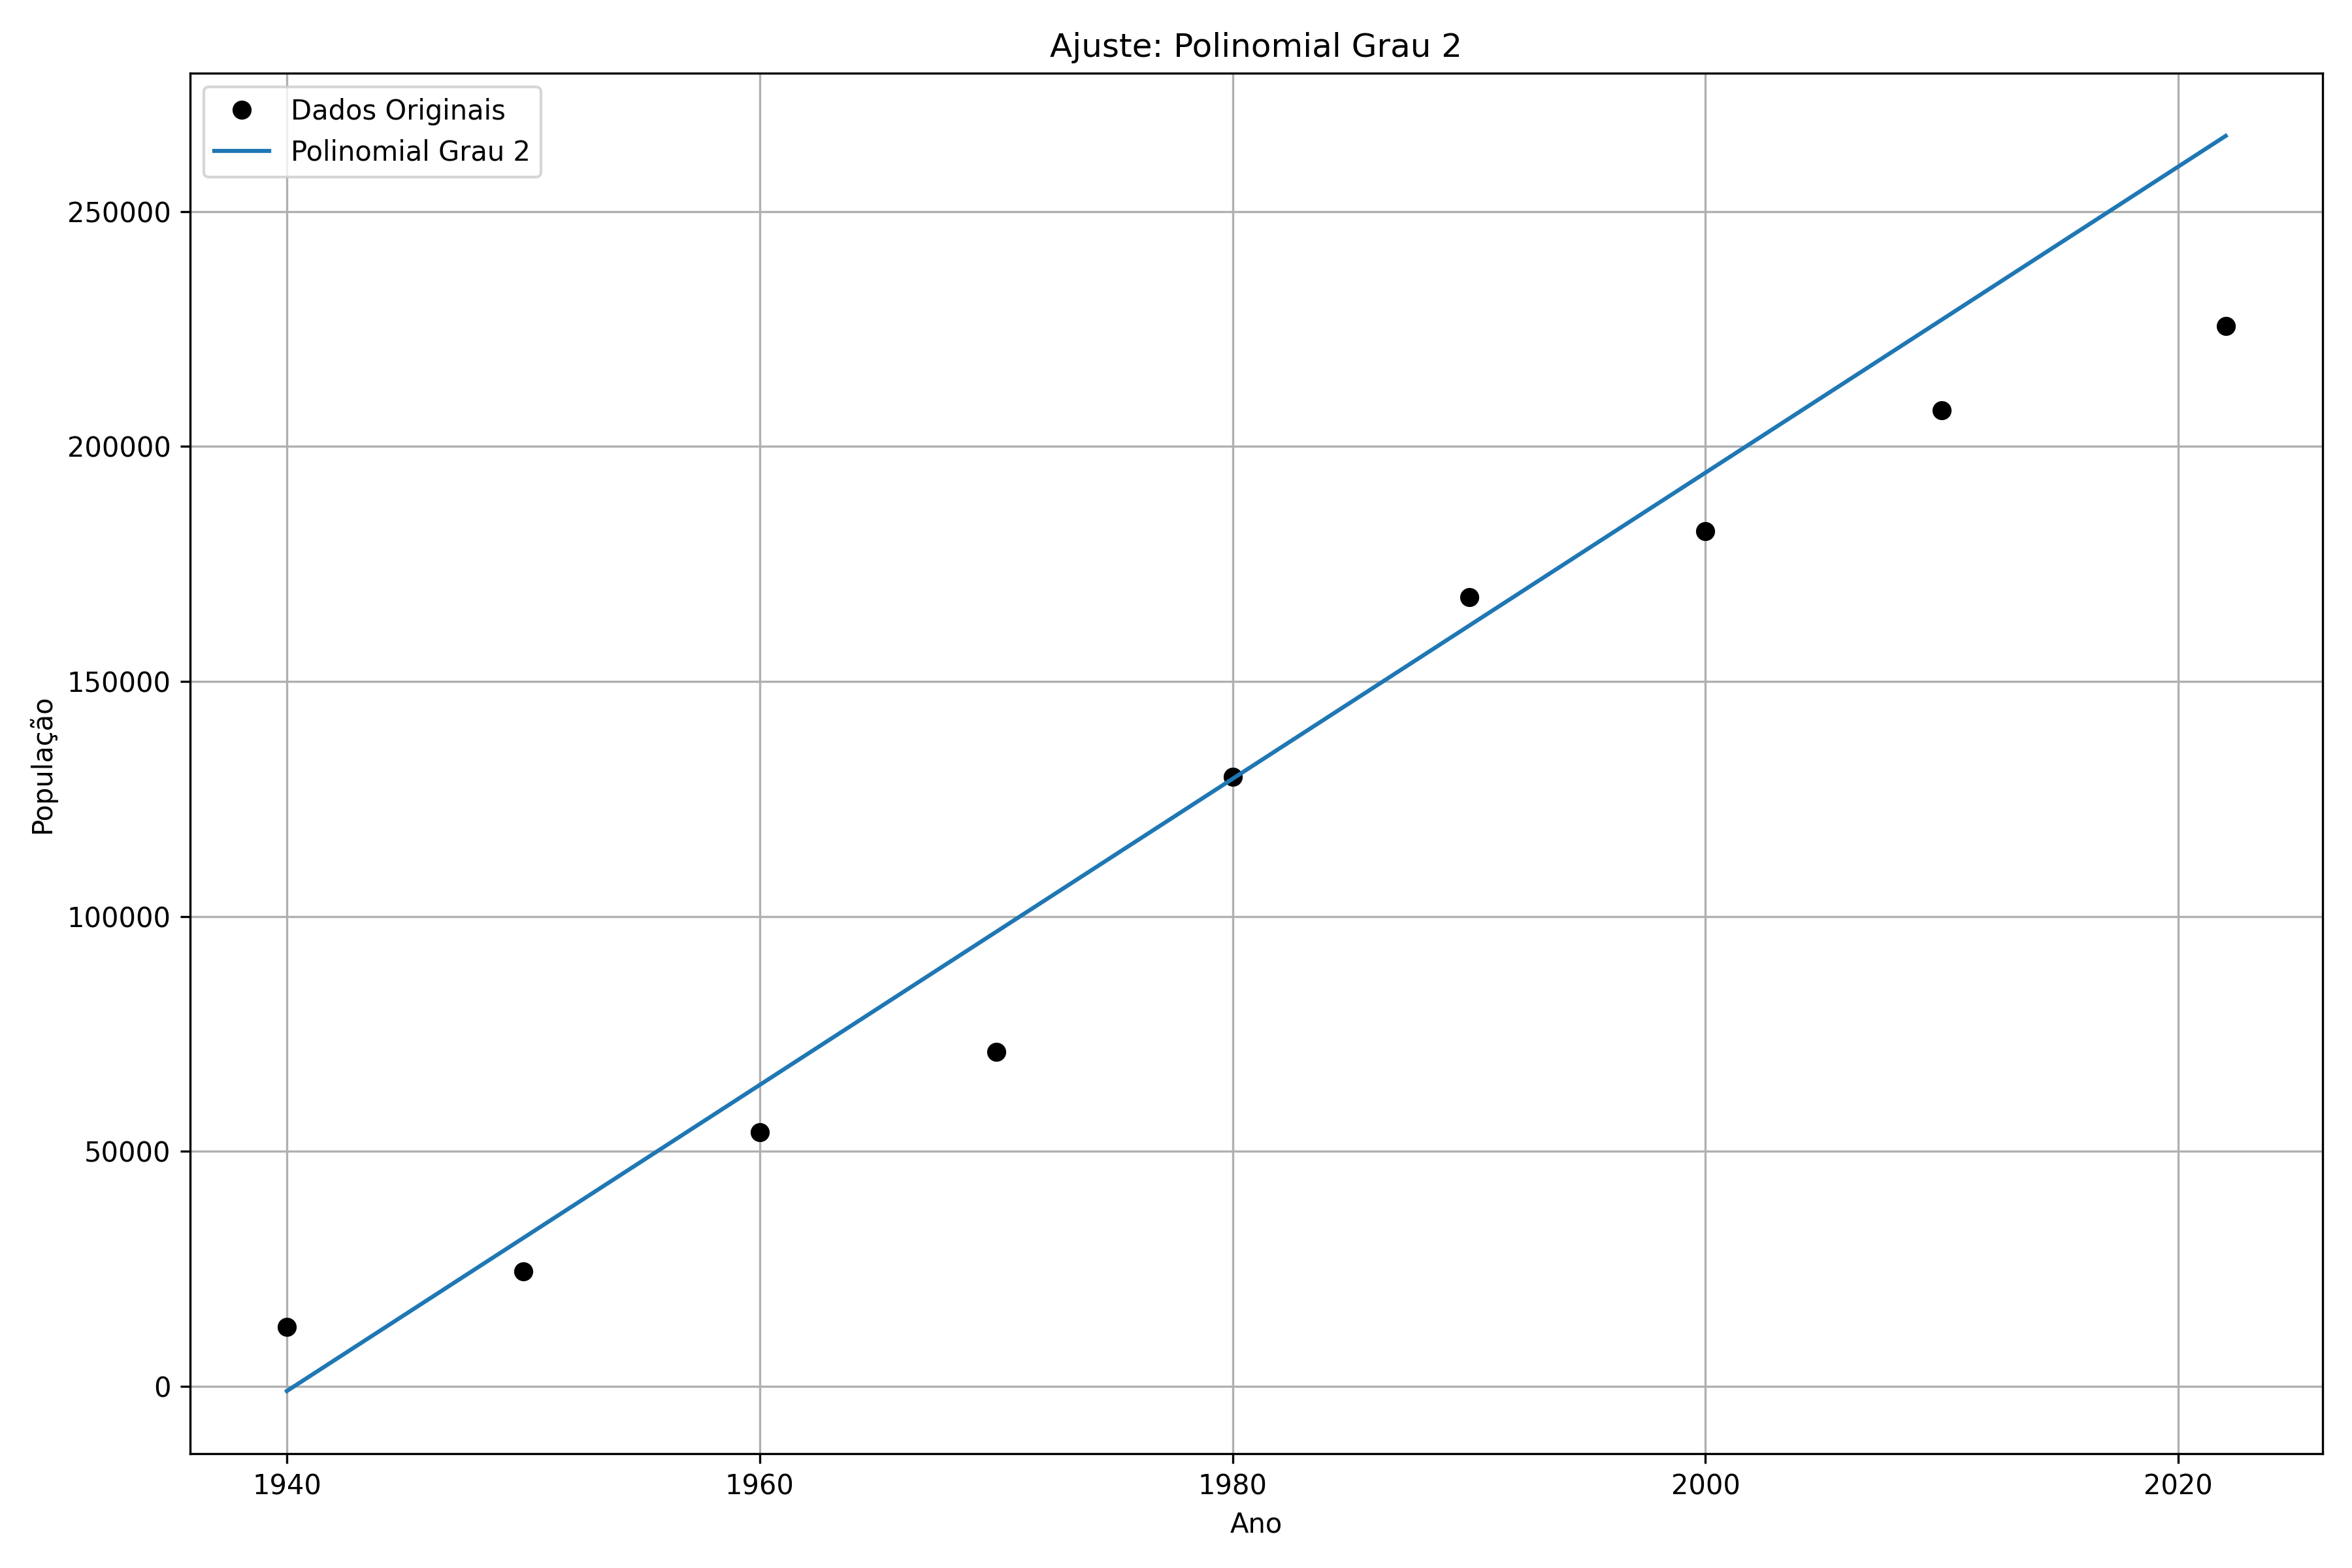 Ajuste: Polinomial Grau 2
Dados Originais
Polinomial Grau 2
250000
200000
150000
100000
50000
0
População
1940 1960 1980 2000 2020
Ano